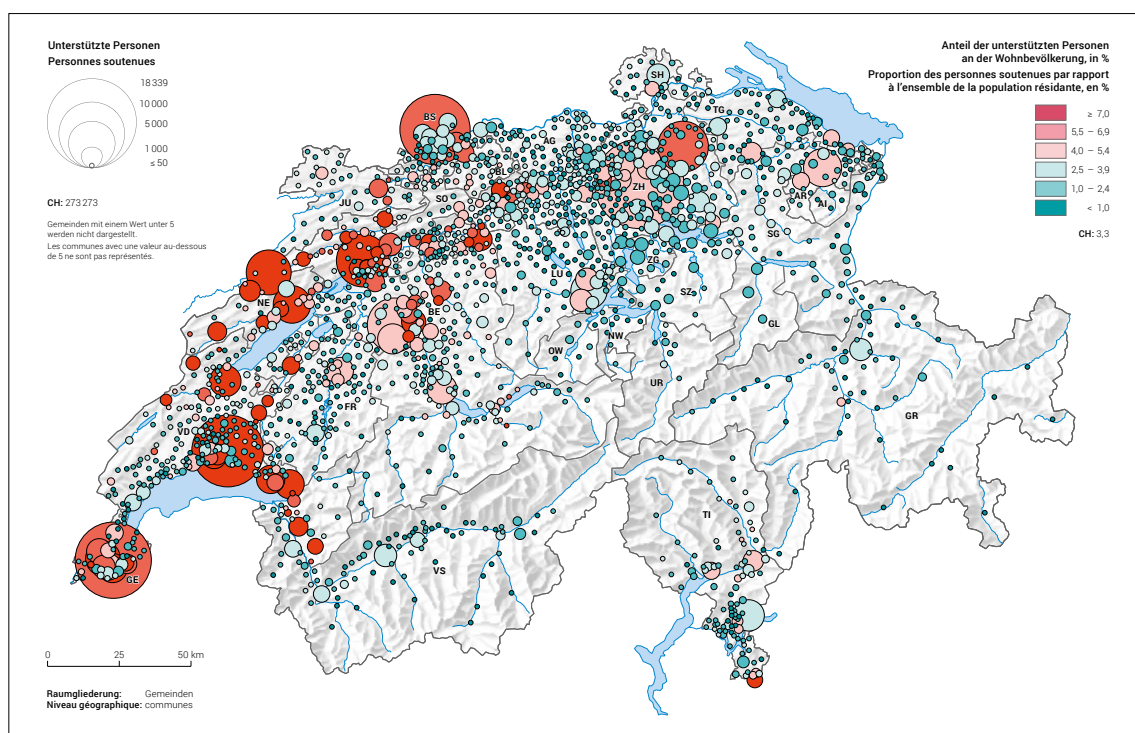 Unterstützte Personen
Personnes soutenues
18 339
10 000
5 000
1 000
≤ 50
CH: 273 273
Gemeinden mit einem Wert unter 5
werden nicht dargestellt.
Les communes avec une valeur au-dessous
de 5 ne sont pas représentés.
Anteil der unterstützten Personen
an der Wohnbevölkerung, in %
Proportion des personnes soutenues par rapport
à l'ensemble de la population résidante, en %
≥ 7,0
5,5 – 6,9
4,0 – 5,4
2,5 – 3,9
1,0 – 2,4
< 1,0
CH: 3,3
SH
BS
TG
AG
BL
ZH
JU
SO
AR
AI
SG
ZG
LU
SZ
NE
BE
GL
NW
OW
UR
FR
GR
VD
TI
VS
GE
0 25 50 km
Raumgliederung: Gemeinden
Niveau géographique: communes